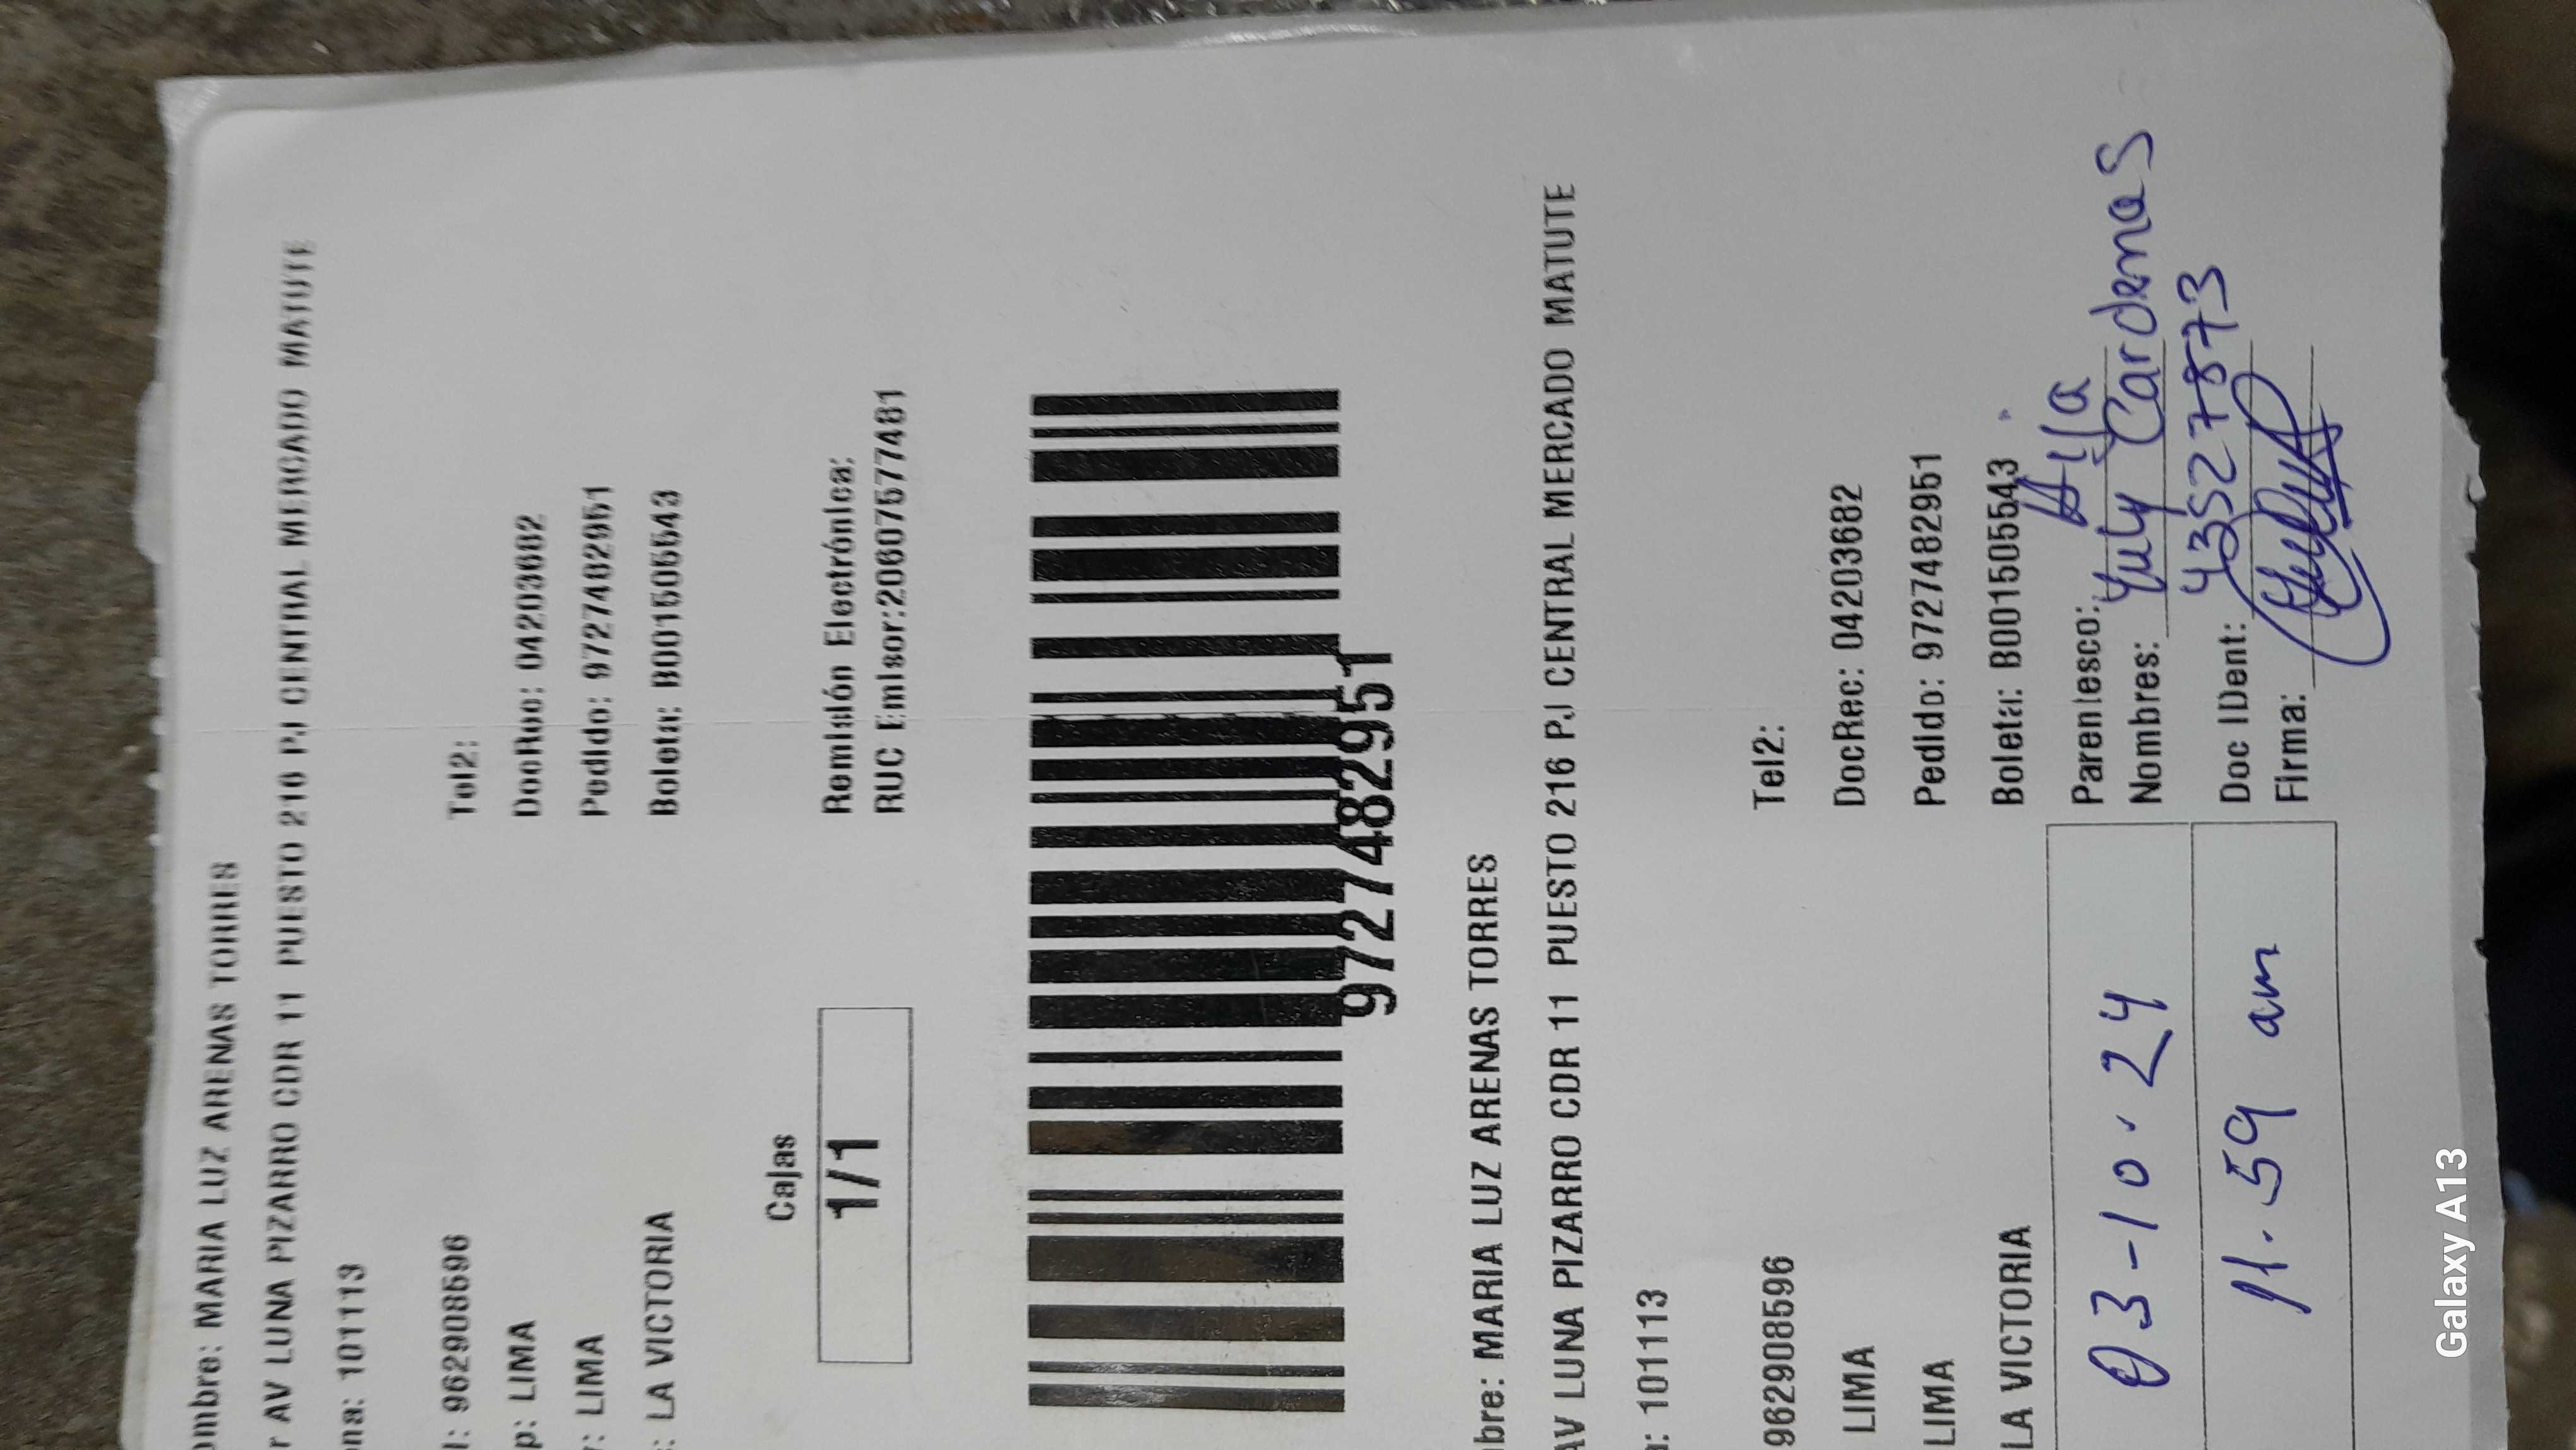 ombre: MARIA LUZ ARENAS TORRES
r AV LUNA PIZARRO CDR 11 PUESTO 216 PJ CENTRAL MERCADO MATUTE
ona: 101113
l: 962908596 Tel2:
p: LIMA DocRec: 04203682
r: LIMA Pedido: 9727482951
: LA VICTORIA Boleta: B001505543
Cajas Remisión Electrónica:
1/1 RUC Emisor:20607577481
9727482951
mbre: MARIA LUZ ARENAS TORRES
AV LUNA PIZARRO CDR 11 PUESTO 216 PJ CENTRAL MERCADO MATUTE
: 101113
962908596 Tel2:
LIMA DocRec: 04203682
LIMA Pedido: 9727482951
LA VICTORIA Boleta: B001505543
Parentesco: Hija
03-10.24 Nombres: Yuly Cardenas
11.59 am Doc IDent: 43527873
Firma:
Galaxy A13